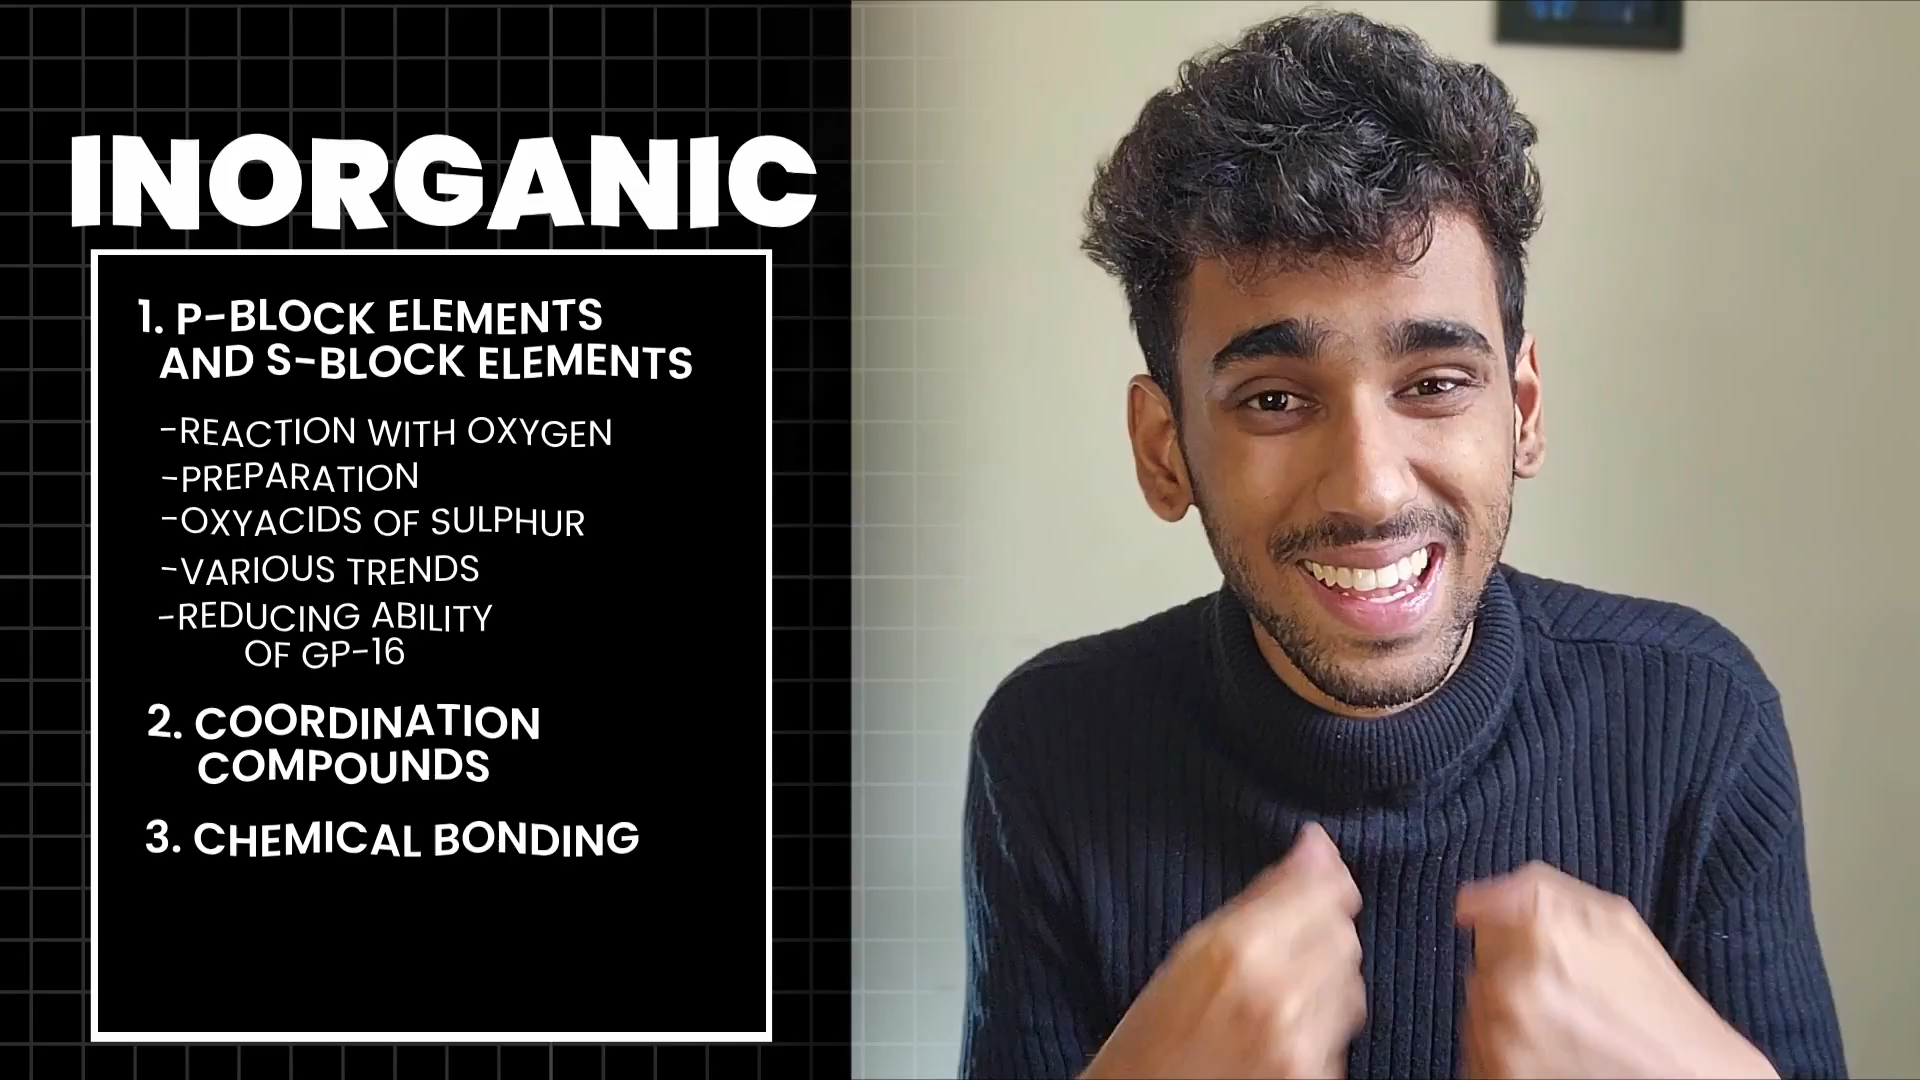 INORGANIC
1. P-BLOCK ELEMENTS
AND S-BLOCK ELEMENTS
-REACTION WITH OXYGEN
-PREPARATION
-OXYACIDS OF SULPHUR
-VARIOUS TRENDS
-REDUCING ABILITY
OF GP-16
2. COORDINATION
COMPOUNDS
3. CHEMICAL BONDING